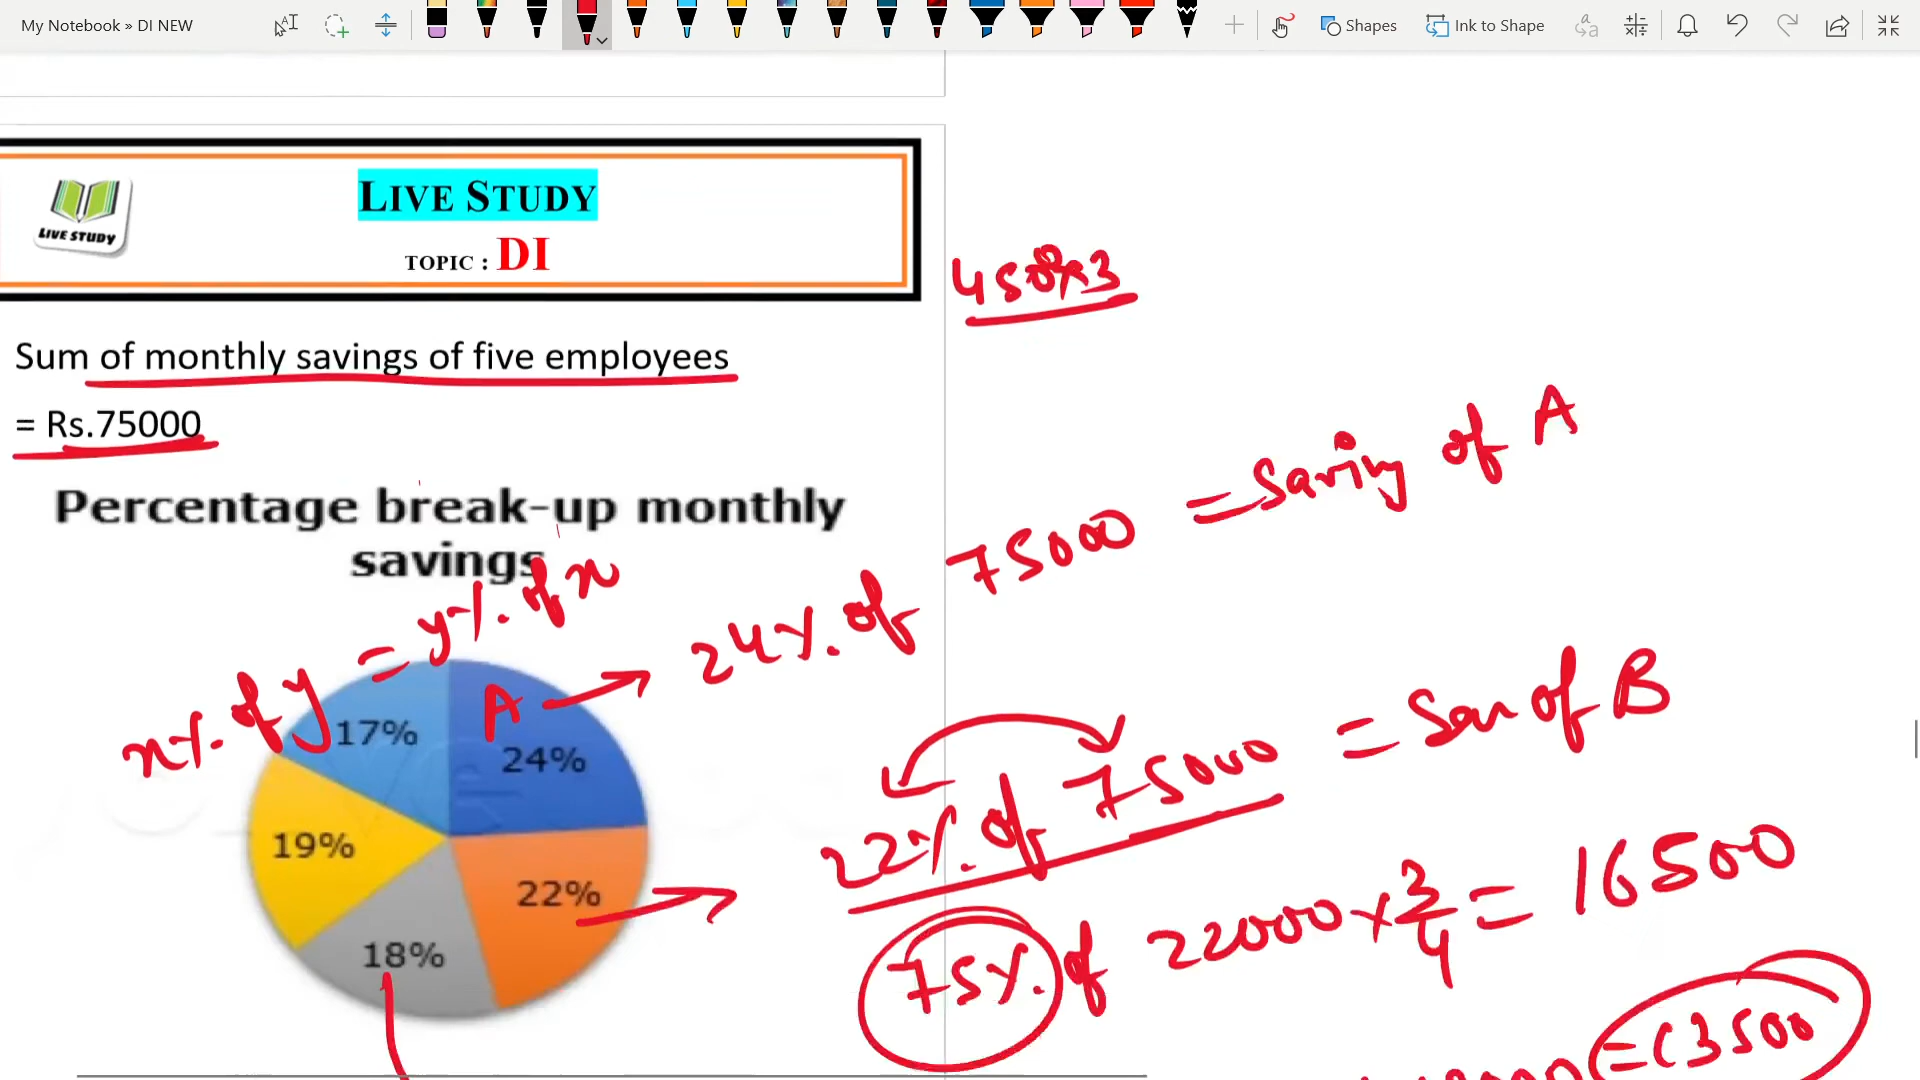 My Notebook » DI NEW
Shapes
Ink to Shape
LIVE STUDY
LIVE STUDY
TOPIC : DI
4500×3
Sum of monthly savings of five employees
= Rs.75000
Percentage break-up monthly
savings
x% of y = y% of x
A → 24% of 75000 = Saving of A
17%
24%
19%
22%
18%
22% of 75000 = Sav of B
75% of 22000 × 3/4 = 16500
= 13500